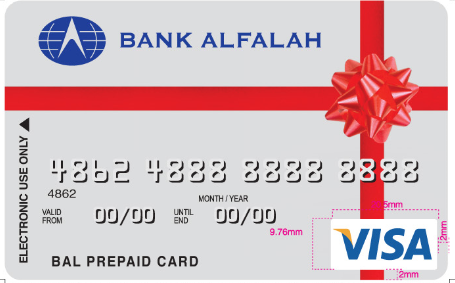 BANK ALFALAH
ELECTRONIC USE ONLY
4862 4888 8888 8888
4862
MONTH / YEAR
VALID FROM 00/00 UNTIL END 00/00
9.76mm
2mm
VISA
BAL PREPAID CARD
2mm